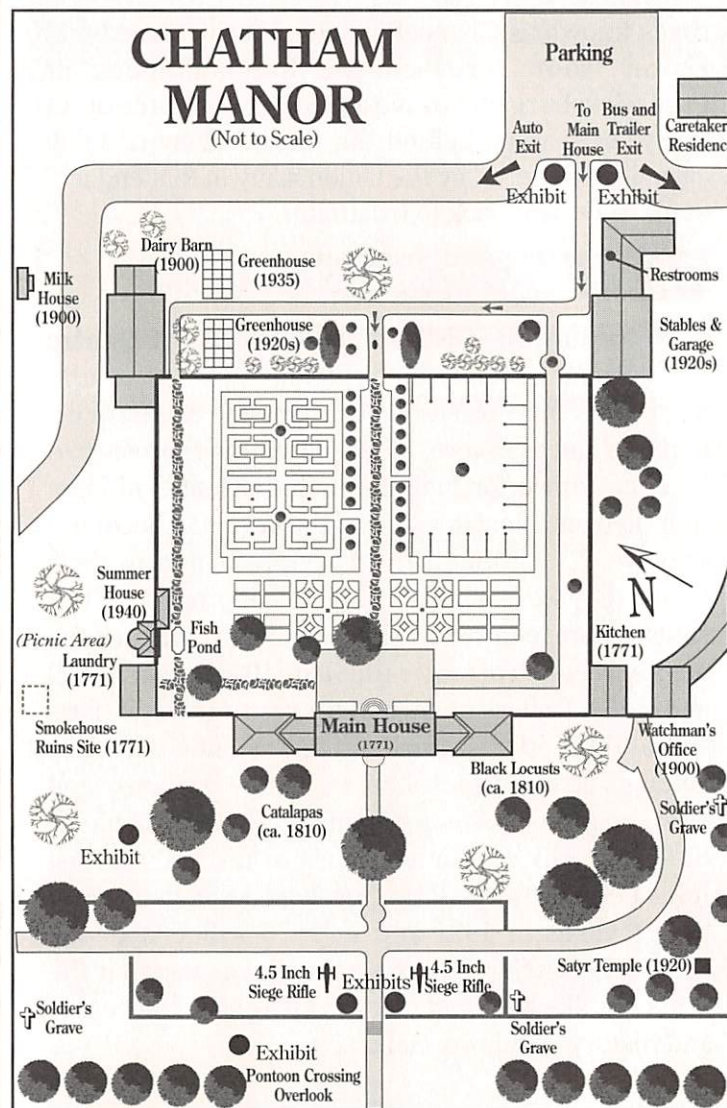 CHATHAM
MANOR
(Not to Scale)
Parking
Auto
Exit
To
Main
House
Bus and
Trailer
Exit
Caretaker
Residence
Exhibit
Exhibit
Dairy Barn
(1900)
Greenhouse
(1935)
Milk
House
(1900)
Restrooms
Greenhouse
(1920s)
Stables &
Garage
(1920s)
Summer
House
(1940)
(Picnic Area)
Laundry
(1771)
Fish
Pond
N
Kitchen
(1771)
Smokehouse
Ruins Site (1771)
Main House
(1771)
Watchman's
Office
(1900)
Black Locusts
(ca. 1810)
Catalapas
(ca. 1810)
Soldier's
Grave
Exhibit
4.5 Inch
Siege Rifle
Exhibits
4.5 Inch
Siege Rifle
Satyr Temple (1920)
Soldier's
Grave
Soldier's
Grave
Exhibit
Pontoon Crossing
Overlook